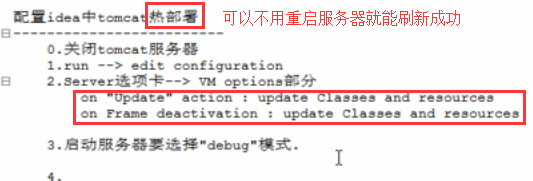 配置idea中tomcat热部署 可以不用重启服务器就能刷新成功
---------------------------
0.关闭tomcat服务器
1.run --> edit configuration
2.Server选项卡--> VM options部分
on "Update" action : update Classes and resources
on Frame deactivation : update Classes and resources
3.启动服务器要选择"debug"模式.
4.